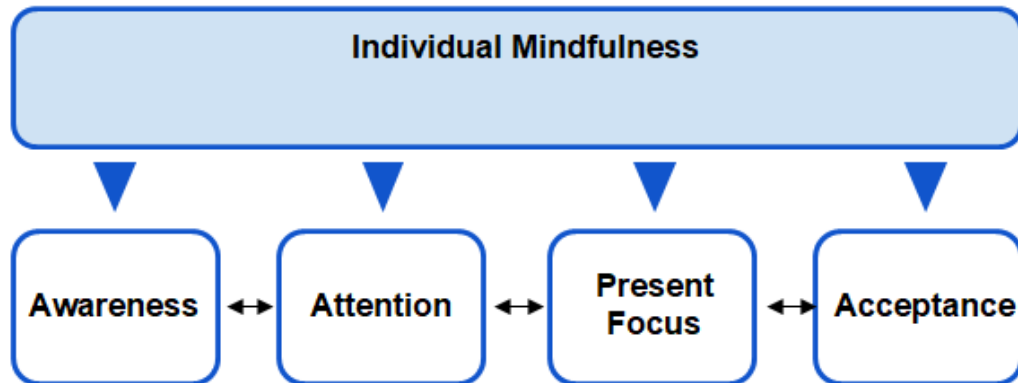 Individual Mindfulness
Awareness
Attention
Present
Focus
Acceptance